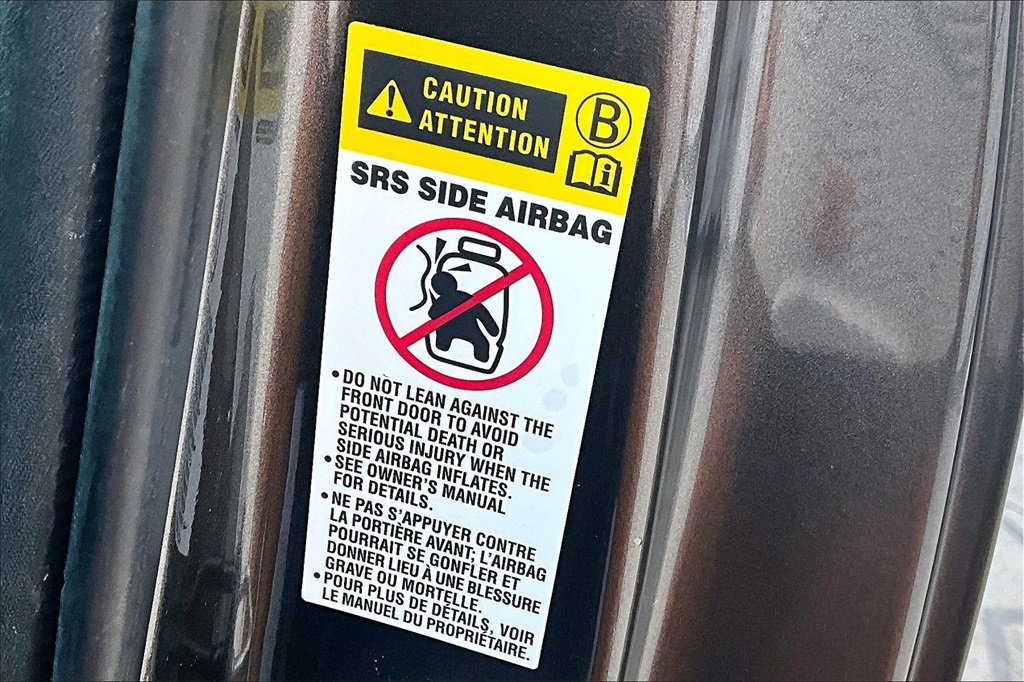 CAUTION
ATTENTION
B
i
SRS SIDE AIRBAG
• DO NOT LEAN AGAINST THE
FRONT DOOR TO AVOID
POTENTIAL DEATH OR
SERIOUS INJURY WHEN THE
SIDE AIRBAG INFLATES.
• SEE OWNER'S MANUAL
FOR DETAILS.
• NE PAS S'APPUYER CONTRE
LA PORTIÈRE AVANT; L'AIRBAG
POURRAIT SE GONFLER ET
DONNER LIEU À UNE BLESSURE
GRAVE OU MORTELLE.
• POUR PLUS DE DÉTAILS, VOIR
LE MANUEL DU PROPRIÉTAIRE.